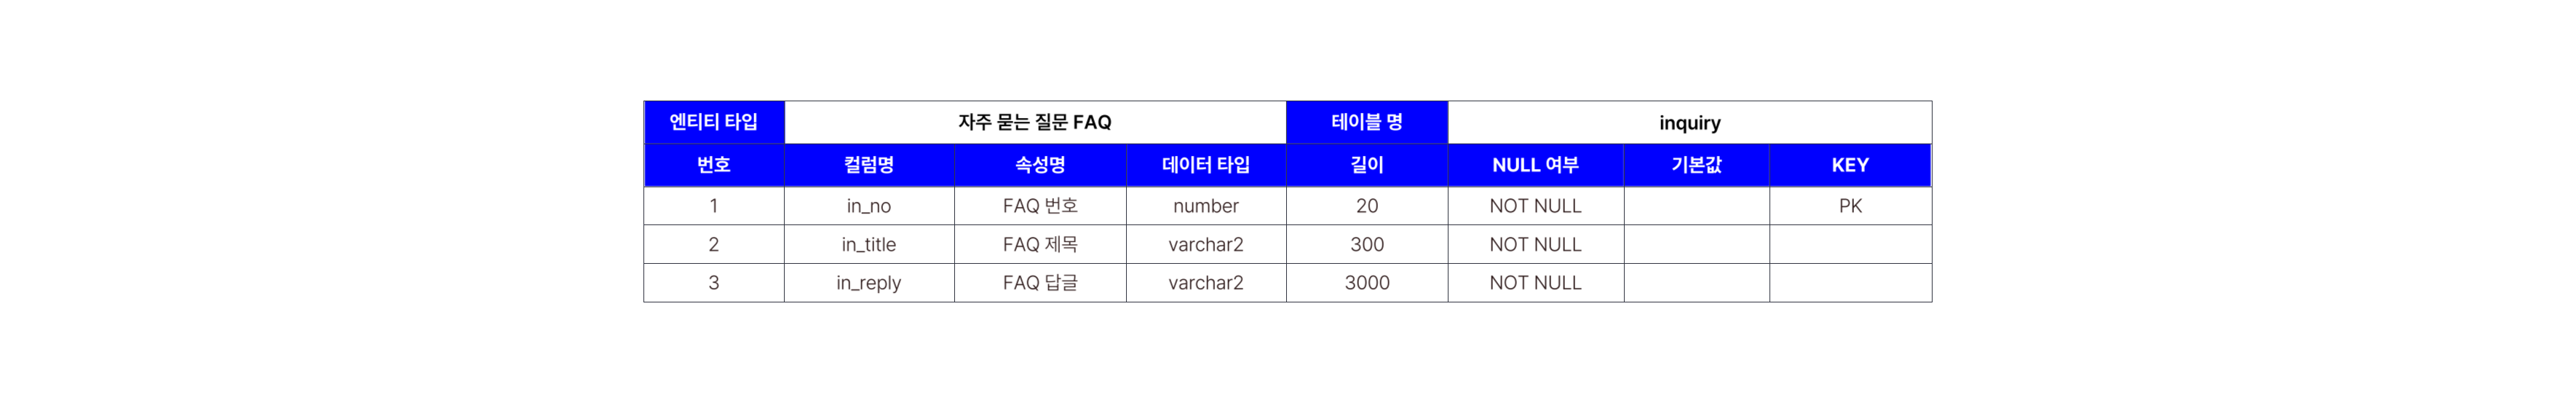 엔티티 타입 자주 묻는 질문 FAQ 테이블 명 inquiry
번호 컬럼명 속성명 데이터 타입 길이 NULL 여부 기본값 KEY
1 in_no FAQ 번호 number 20 NOT NULL PK
2 in_title FAQ 제목 varchar2 300 NOT NULL
3 in_reply FAQ 답글 varchar2 3000 NOT NULL